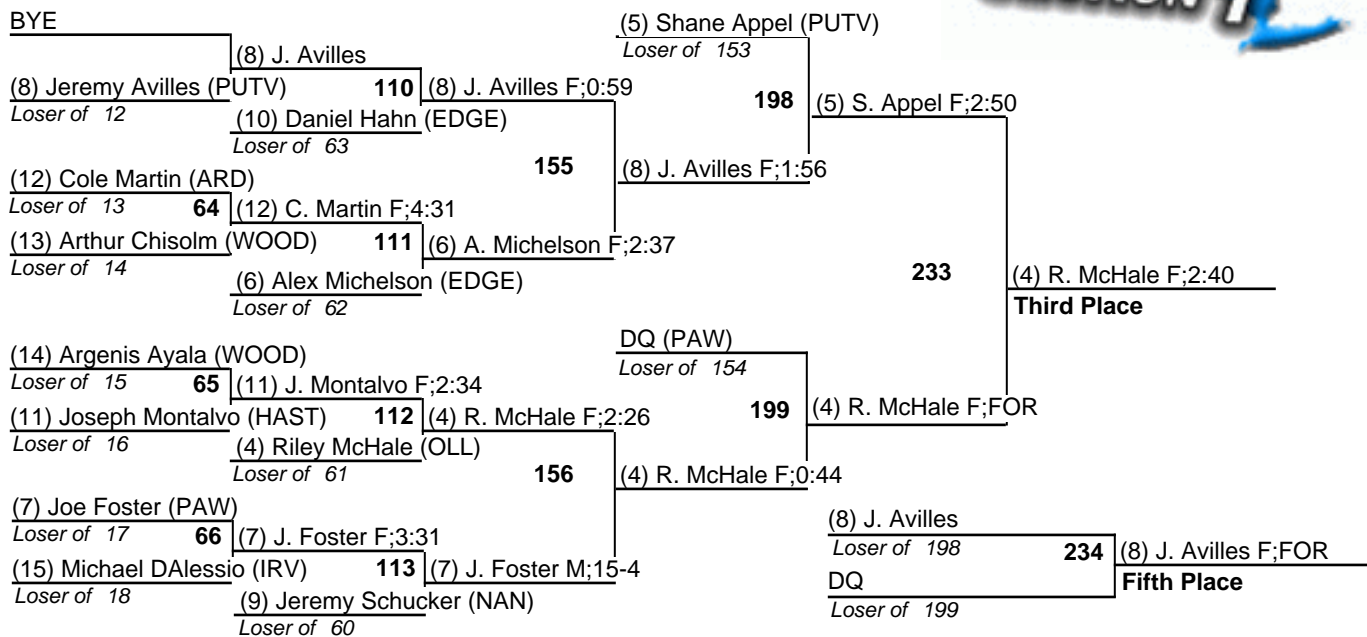 BYE
(8) J. Avilles
(8) Jeremy Avilles (PUTV)
Loser of 12
110
(8) J. Avilles F;0:59
(10) Daniel Hahn (EDGE)
Loser of 63
(12) Cole Martin (ARD)
Loser of 13
64
(12) C. Martin F;4:31
(13) Arthur Chisolm (WOOD)
Loser of 14
111
(6) A. Michelson F;2:37
(6) Alex Michelson (EDGE)
Loser of 62
155
(8) J. Avilles F;1:56
(5) Shane Appel (PUTV)
Loser of 153
198
(5) S. Appel F;2:50
(14) Argenis Ayala (WOOD)
Loser of 15
65
(11) J. Montalvo F;2:34
(11) Joseph Montalvo (HAST)
Loser of 16
112
(4) R. McHale F;2:26
(4) Riley McHale (OLL)
Loser of 61
156
(4) R. McHale F;0:44
(7) Joe Foster (PAW)
Loser of 17
66
(7) J. Foster F;3:31
(15) Michael DAlessio (IRV)
Loser of 18
113
(7) J. Foster M;15-4
(9) Jeremy Schucker (NAN)
Loser of 60
DQ (PAW)
Loser of 154
199
(4) R. McHale F;FOR
233
(4) R. McHale F;2:40
Third Place
(8) J. Avilles
Loser of 198
234
(8) J. Avilles F;FOR
DQ
Loser of 199
Fifth Place